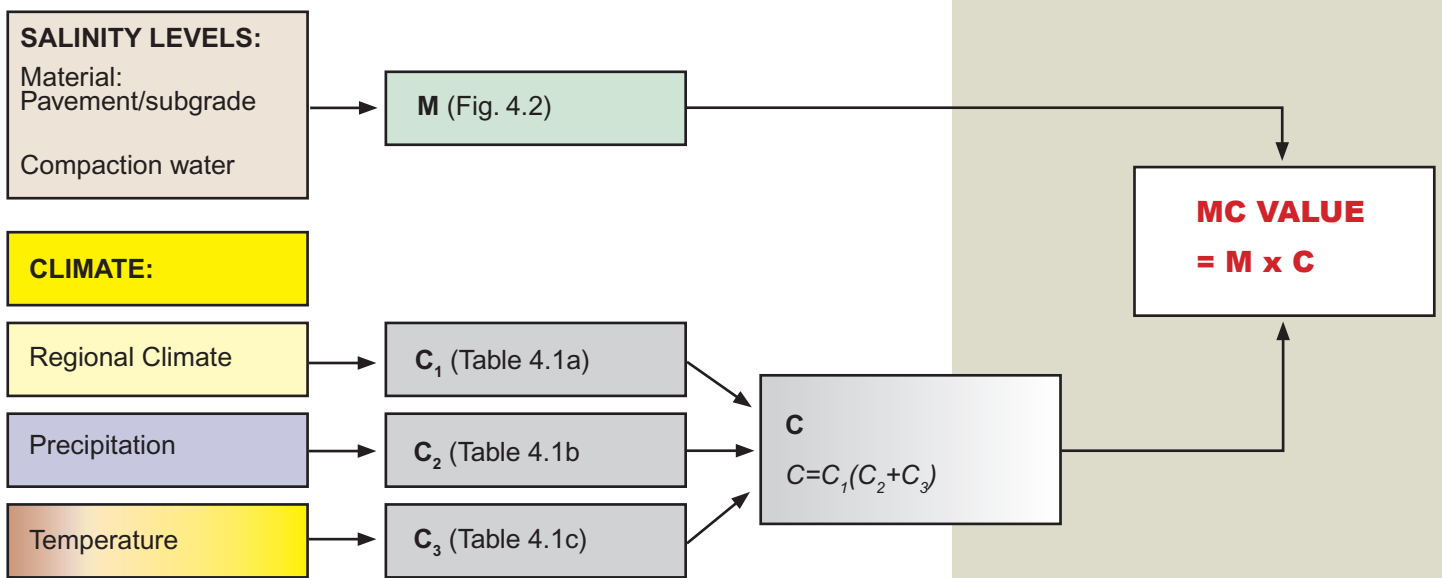 SALINITY LEVELS:
Material:
Pavement/subgrade
Compaction water
M (Fig. 4.2)
MC VALUE
= M x C
CLIMATE:
Regional Climate
C₁ (Table 4.1a)
Precipitation
C₂ (Table 4.1b
Temperature
C₃ (Table 4.1c)
C
C=C₁(C₂+C₃)